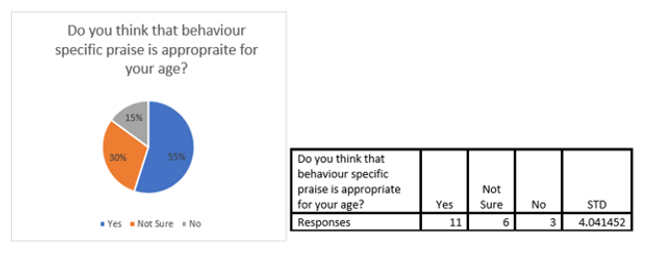 Do you think that behaviour
specific praise is appropraite for
your age?
15%
30%
55%
Yes Not Sure No
Do you think that
behaviour specific
praise is appropriate
for your age?
Yes
Not
Sure
No
STD
Responses 11 6 3 4.041452